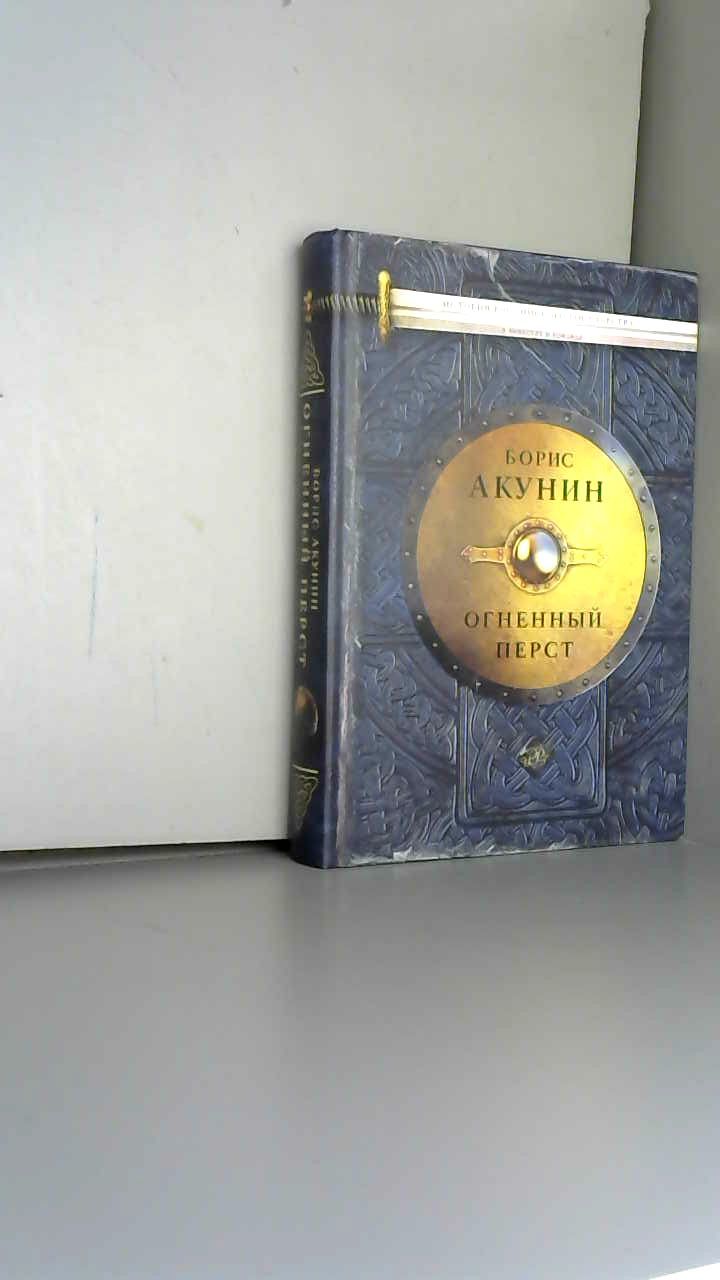 БОРИС
АКУНИН
ОГНЕННЫЙ
ПЕРСТ
БОРИС АКУНИН
ОГНЕННЫЙ ПЕРСТ